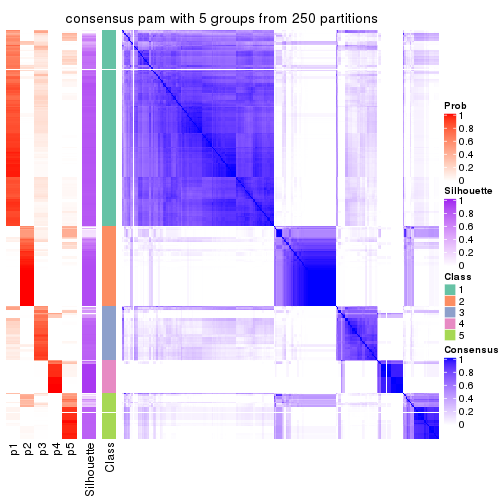 consensus pam with 5 groups from 250 partitions
Prob
1
0.8
0.6
0.4
0.2
0
Silhouette
1
0.8
0.6
0.4
0.2
0
Class
1
2
3
4
5
Consensus
1
0.8
0.6
0.4
0.2
0
p1
p2
p3
p4
p5
Silhouette
Class